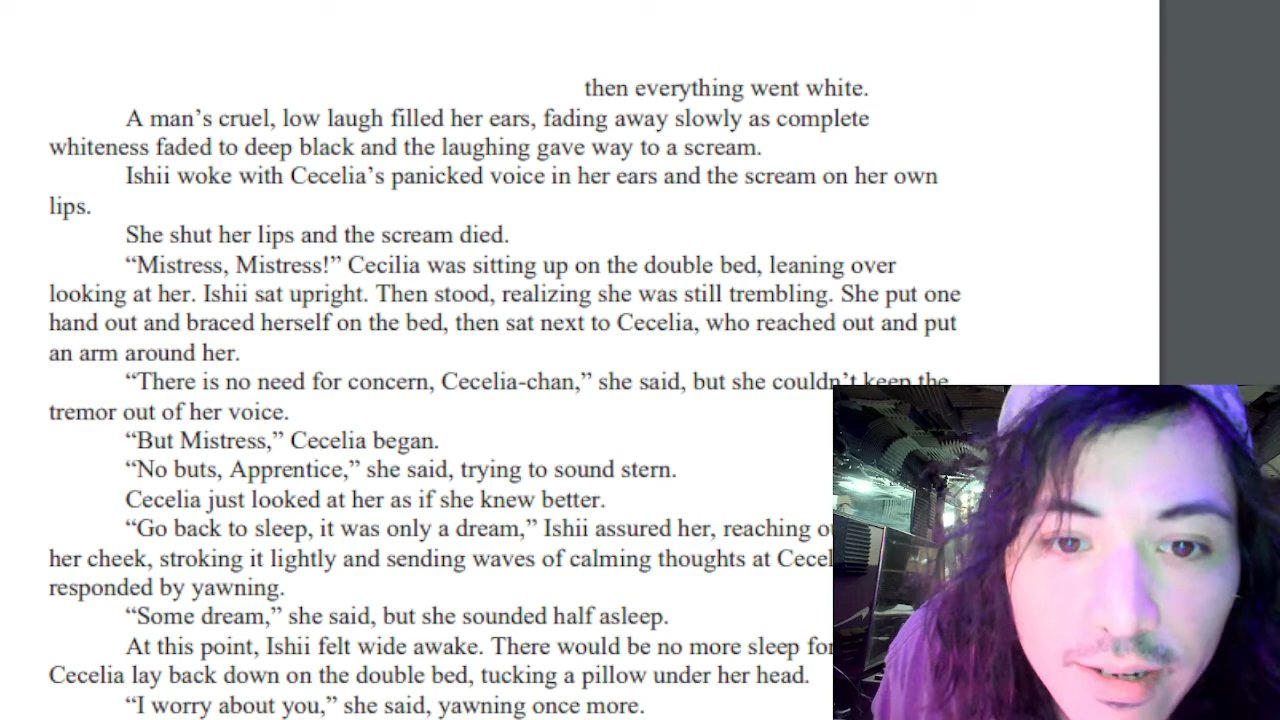 then everything went white.
A man’s cruel, low laugh filled her ears, fading away slowly as complete
whiteness faded to deep black and the laughing gave way to a scream.
Ishii woke with Cecelia’s panicked voice in her ears and the scream on her own
lips.
She shut her lips and the scream died.
“Mistress, Mistress!” Cecilia was sitting up on the double bed, leaning over
looking at her. Ishii sat upright. Then stood, realizing she was still trembling. She put one
hand out and braced herself on the bed, then sat next to Cecelia, who reached out and put
an arm around her.
“There is no need for concern, Cecelia-chan,” she said, but she couldn’t keep the
tremor out of her voice.
“But Mistress,” Cecelia began.
“No buts, Apprentice,” she said, trying to sound stern.
Cecelia just looked at her as if she knew better.
“Go back to sleep, it was only a dream,” Ishii assured her, reaching
her cheek, stroking it lightly and sending waves of calming thoughts at
responded by yawning.
“Some dream,” she said, but she sounded half asleep.
At this point, Ishii felt wide awake. There would be no more sleep for
Cecelia lay back down on the double bed, tucking a pillow under her head.
“I worry about you,” she said, yawning once more.